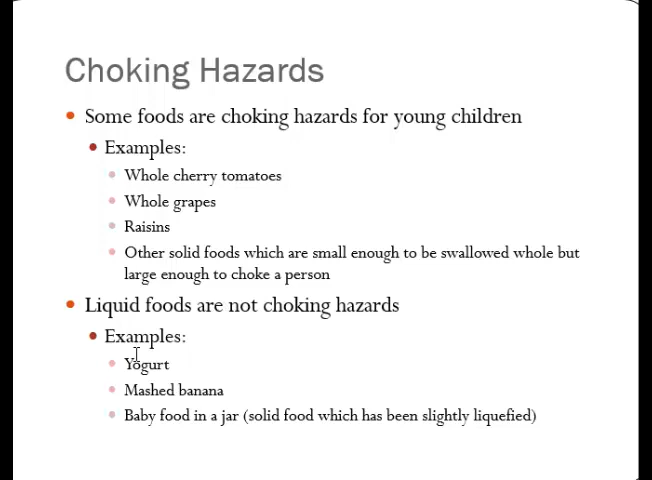 Choking Hazards
Some foods are choking hazards for young children
Examples:
Whole cherry tomatoes
Whole grapes
Raisins
Other solid foods which are small enough to be swallowed whole but
large enough to choke a person
Liquid foods are not choking hazards
Examples:
Yogurt
Mashed banana
Baby food in a jar (solid food which has been slightly liquefied)